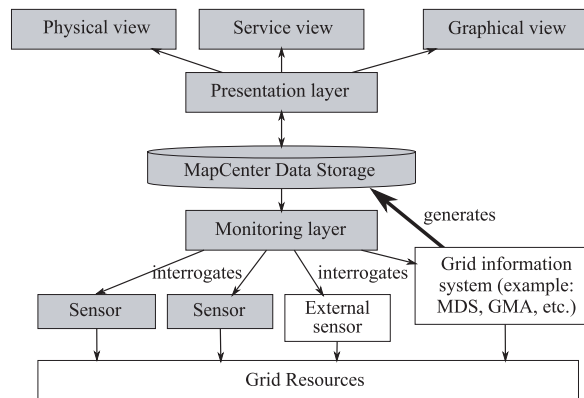 Physical view
Service view
Graphical view
Presentation layer
MapCenter Data Storage
generates
Monitoring layer
interrogates
interrogates
Grid information
system (example:
MDS, GMA, etc.)
Sensor
Sensor
External
sensor
Grid Resources